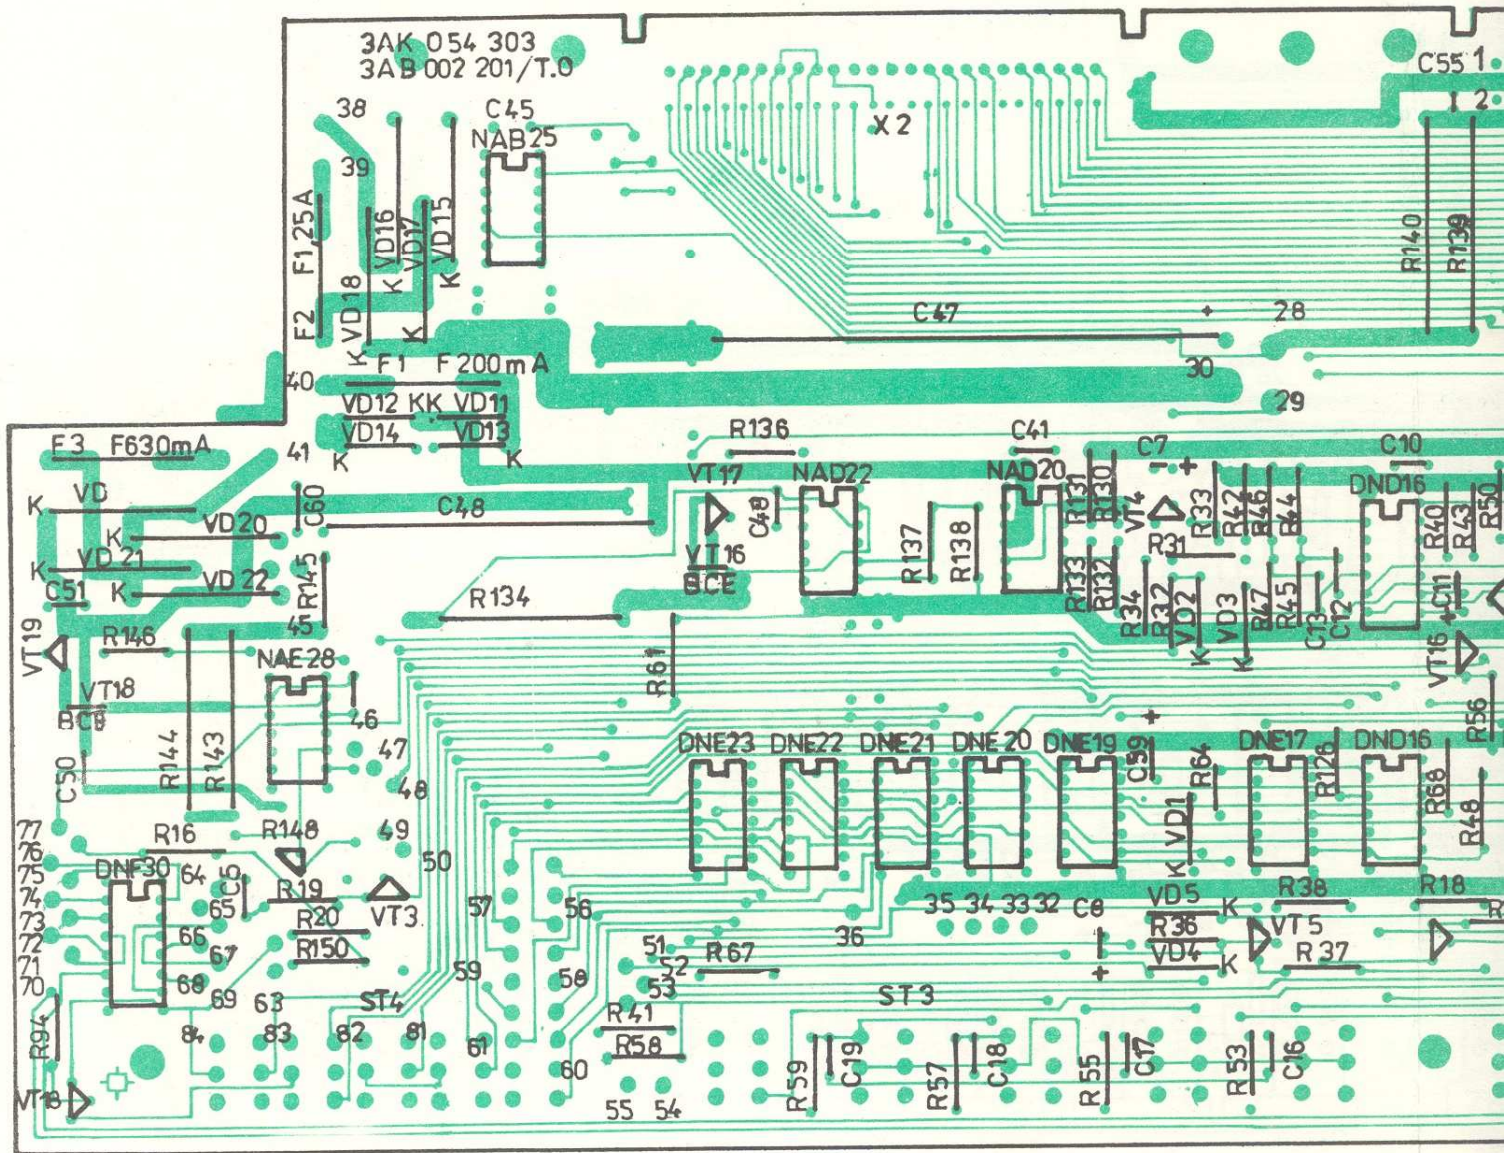 3AK 054 303
3AB 002 201/T.0
C55 1
2
38
C45
NAB25
X2
39
F1,25A
F2
VD16
VD17
VD15
VD18
K
K
K
K
R140
C47
+
28
F1 F200mA
30
40
29
VD12 KK VD11
VD14
VD13
K
K
F3 F630mA
41
R136
C41
C7
+
C10
VT17
NAD22
NAD20
DND16
K VD
K VD20
K VD21
K VD22
C60
C48
C48
R131
R130
VT4
R33
R42
R46
R44
R40
R43
R50
R31
VT16
BCE
R137
R138
C51
R145
R134
R133
R132
R34
R32
VD2
K
VD3
K
R47
R45
C13
C12
C11
+
VT19
R146
45
NAE28
R61
VT16
VT18
46
R56
+
C50
R144
R143
47
48
DNE23
DNE22
DNE21
DNE20
DNE19
C59
R64
DNE17
R126
DND16
R68
R48
K VD1
77
76
75
74
73
72
71
70
R16
R148
49
50
DNF30
64
C5
R19
VT3
65
R20
66
R150
67
68
69
63
57
56
36
35 34 33 32
C8
+
VD5 K
R36
VD4 K
R38
VT5
R37
R18
R
51
52
53
R67
59
58
ST4
ST3
R94
84
83
82
81
61
60
R41
R58
R59
C19
R57
C18
R55
C17
R53
C16
VT18
55 54